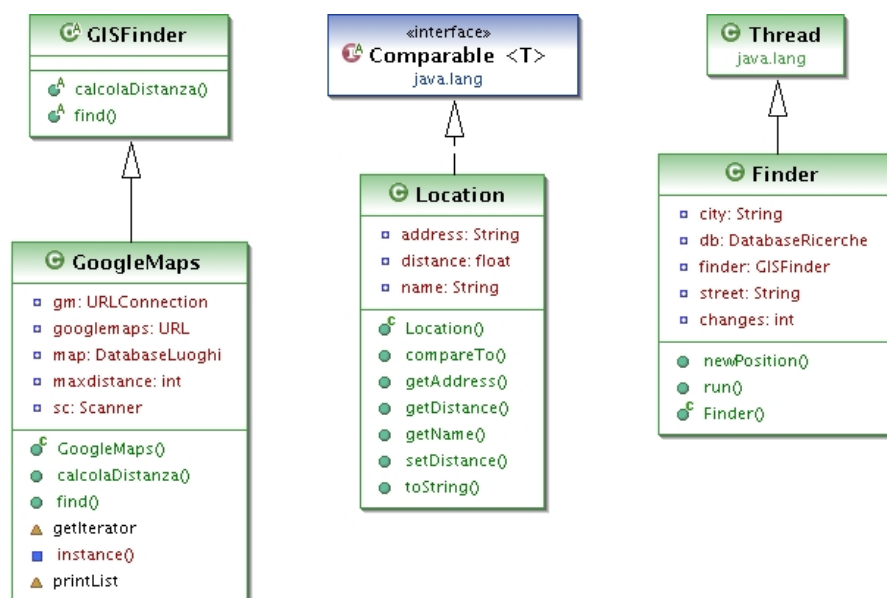 GISFinder
calcolaDistanza()
find()
GoogleMaps
gm: URLConnection
googlemaps: URL
map: DatabaseLuoghi
maxdistance: int
sc: Scanner
GoogleMaps()
calcolaDistanza()
find()
getIterator
instance()
printList
«interface»
Comparable <T>
java.lang
Location
address: String
distance: float
name: String
Location()
compareTo()
getAddress()
getDistance()
getName()
setDistance()
toString()
Thread
java.lang
Finder
city: String
db: DatabaseRicerche
finder: GISFinder
street: String
changes: int
newPosition()
run()
Finder()